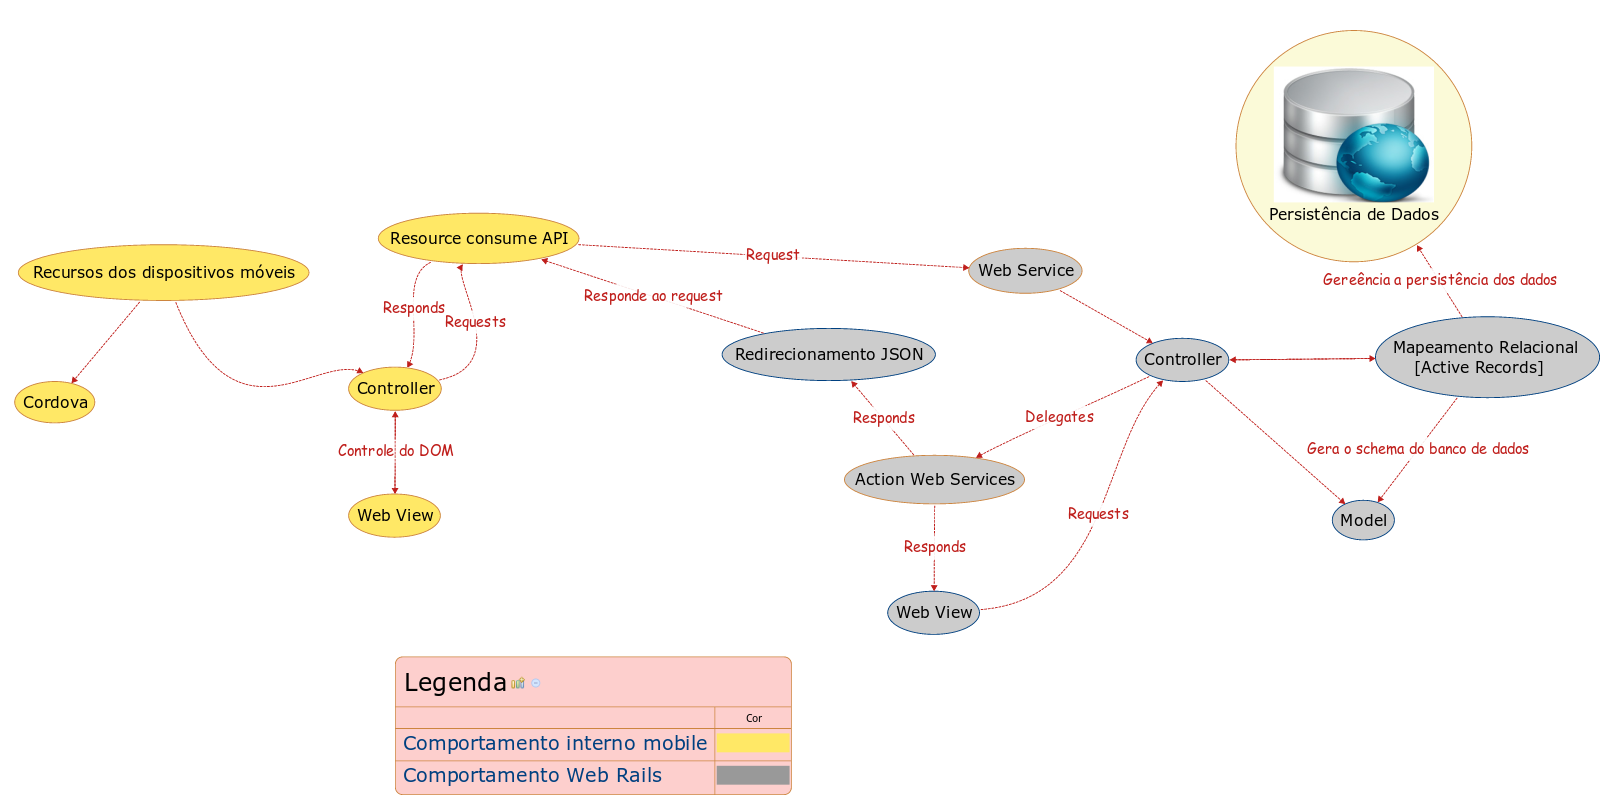 Persistência de Dados
Resource consume API
Request
Web Service
Recursos dos dispositivos móveis
Gereência a persistência dos dados
Responds
Requests
Responde ao request
Redirecionamento JSON
Controller
Mapeamento Relacional
[Active Records]
Cordova
Controller
Responds
Delegates
Controle do DOM
Gera o schema do banco de dados
Action Web Services
Web View
Requests
Model
Responds
Web View
Legenda
Cor
Comportamento interno mobile
Comportamento Web Rails